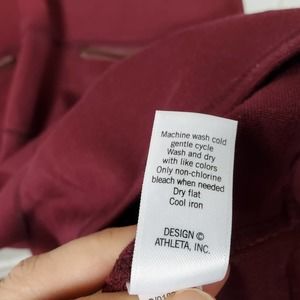 Machine wash cold
gentle cycle
Wash and dry
with like colors
Only non-chlorine
bleach when needed
Dry flat
Cool iron
DESIGN ©
ATHLETA, INC.